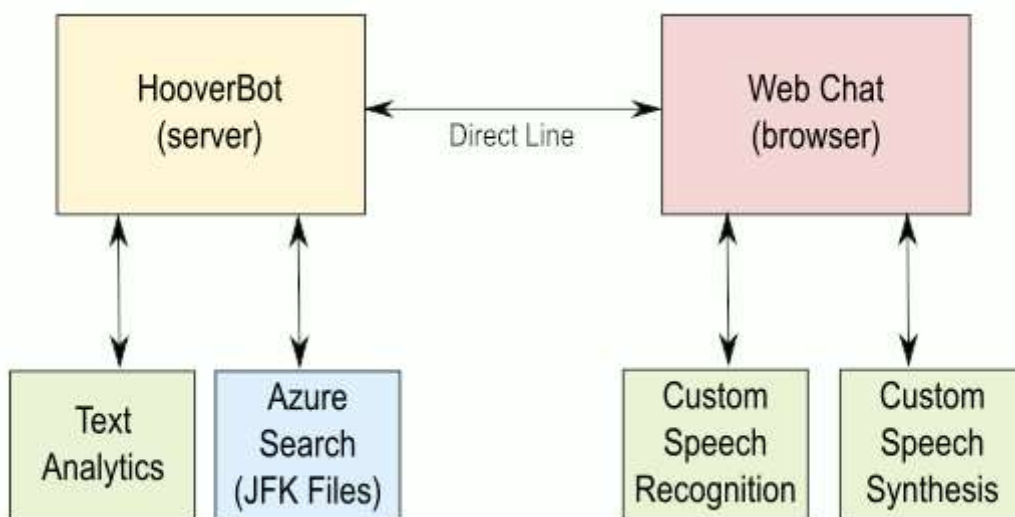 HooverBot
(server)
Direct Line
Web Chat
(browser)
Text
Analytics
Azure
Search
(JFK Files)
Custom
Speech
Recognition
Custom
Speech
Synthesis